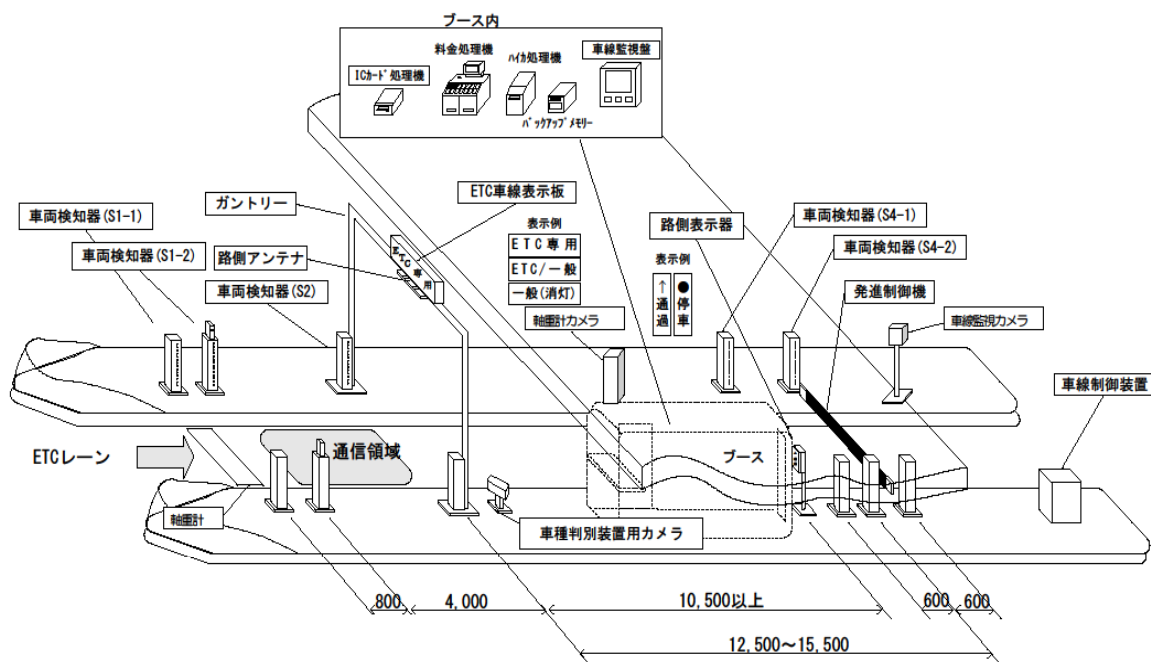 ブース内
料金処理機
ﾊｲｶ処理機
車線監視盤
ICｶｰﾄﾞ処理機
ﾊﾞｯｸｱｯﾌﾟﾒﾓﾘｰ
ETC車線表示板
ガントリー
車両検知器(S1-1)
車両検知器(S1-2)
路側アンテナ
車両検知器(S2)
ETC専用
表示例
ETC専用
ETC/一般
一般(消灯)
軸重計カメラ
路側表示器
表示例
↑通過
●停車
車両検知器(S4-1)
車両検知器(S4-2)
発進制御機
車線監視カメラ
車線制御装置
ETCレーン
通信領域
ブース
軸重計
車種判別装置用カメラ
800
4,000
10,500以上
600
600
12,500～15,500